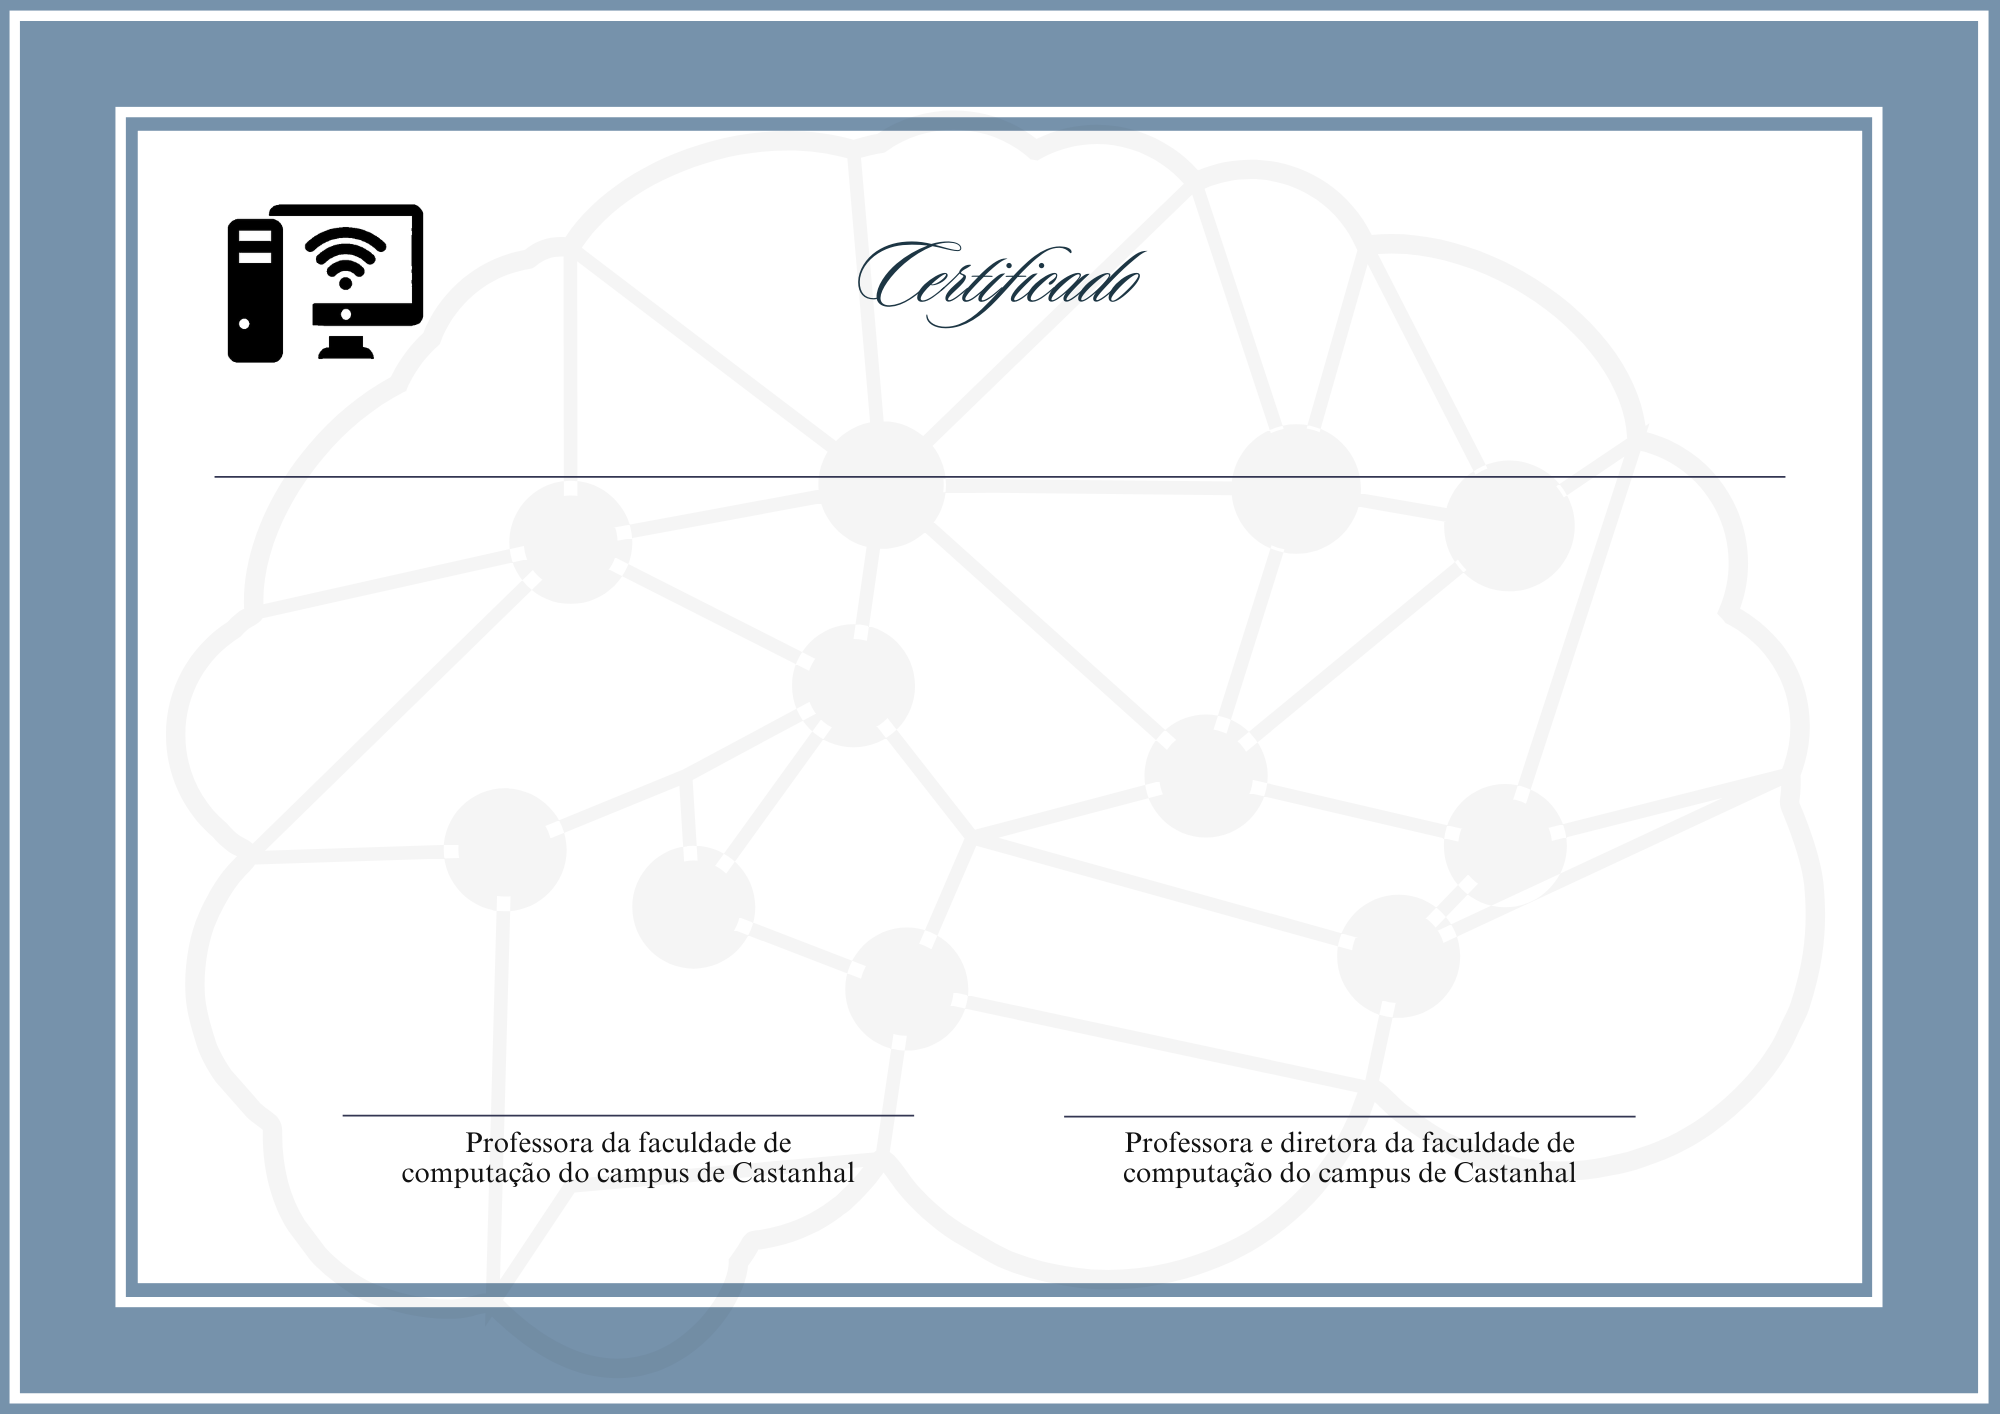 Certificado
Professora da faculdade de
computação do campus de Castanhal
Professora e diretora da faculdade de
computação do campus de Castanhal